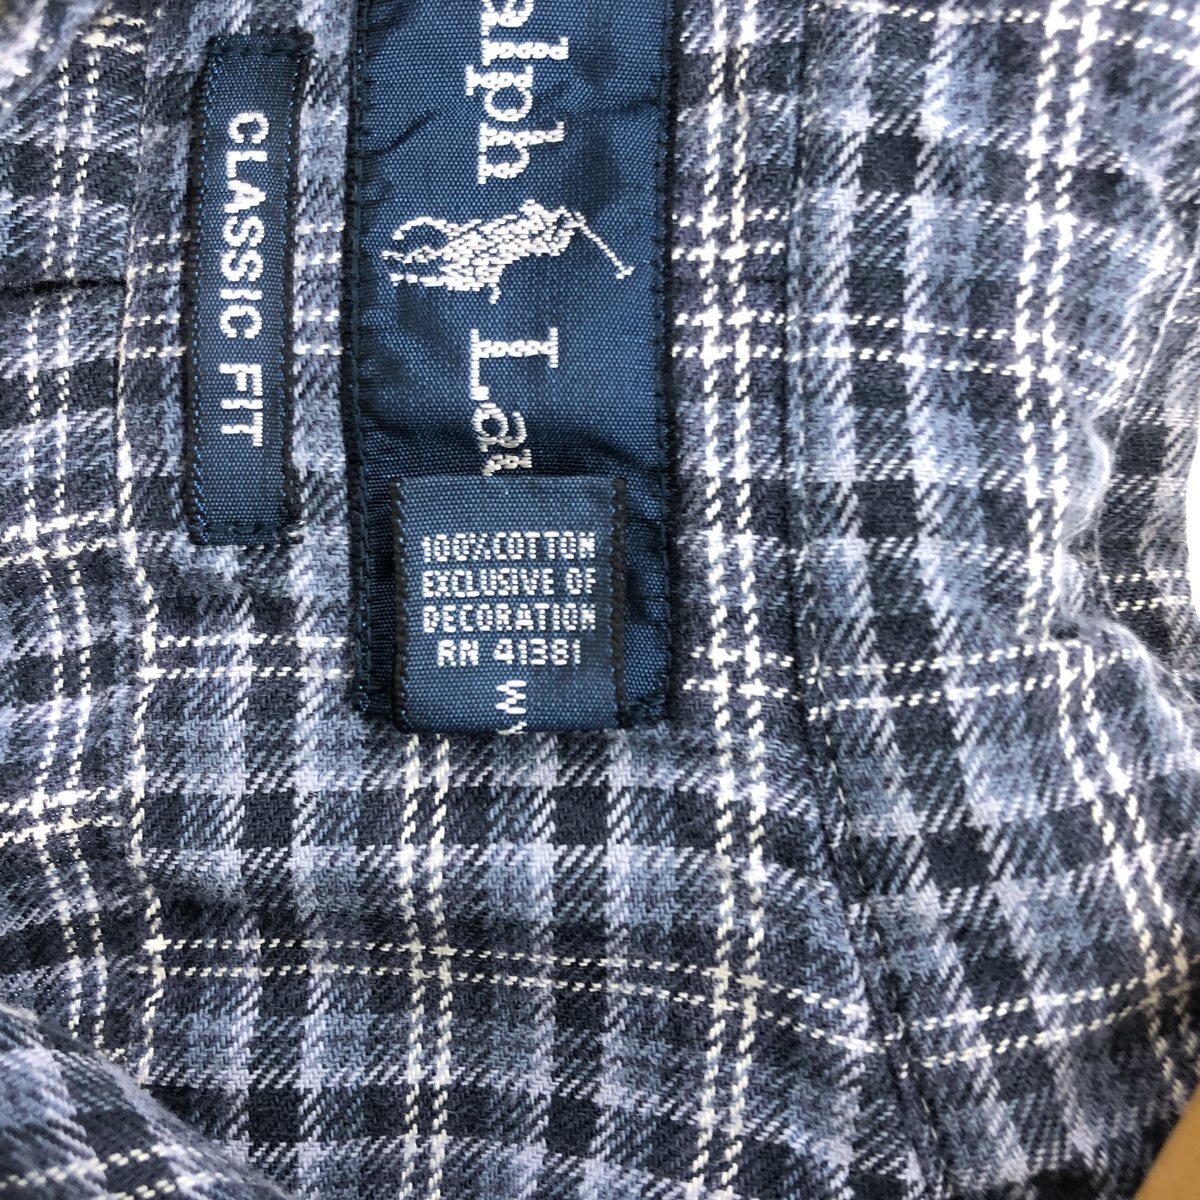 CLASSIC FIT
alph La
100% COTTON
EXCLUSIVE OF
DECORATION
RN 41381
W